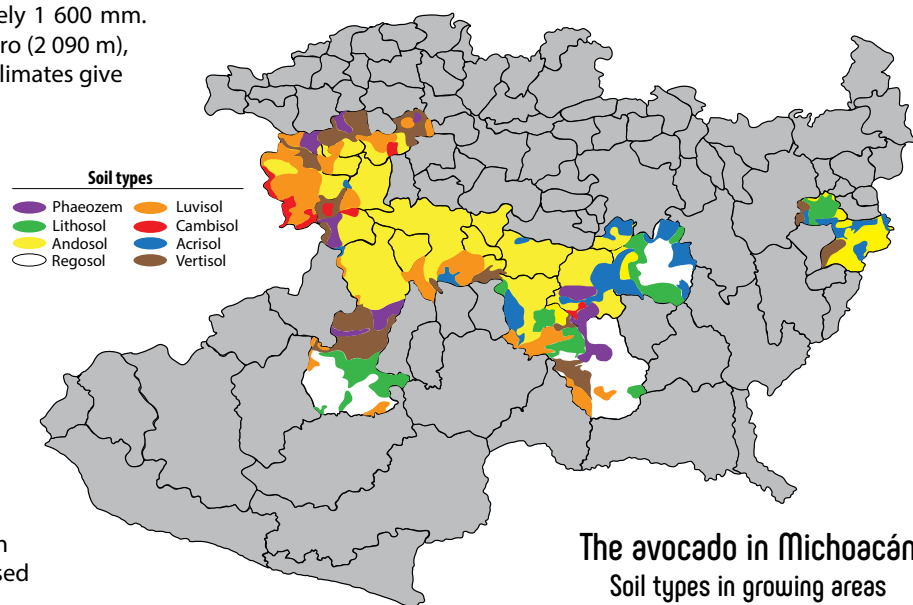 ely 1 600 mm.
ro (2 090 m),
limates give
Soil types
Phaeozem
Lithosol
Andosol
Regosol
Luvisol
Cambisol
Acrisol
Vertisol
n
sed
The avocado in Michoacán
Soil types in growing areas